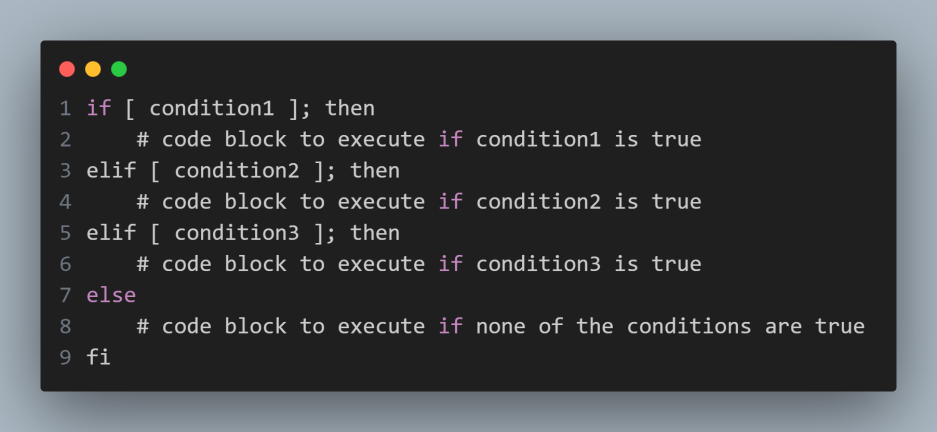 1 if [ condition1 ]; then
2     # code block to execute if condition1 is true
3 elif [ condition2 ]; then
4     # code block to execute if condition2 is true
5 elif [ condition3 ]; then
6     # code block to execute if condition3 is true
7 else
8     # code block to execute if none of the conditions are true
9 fi